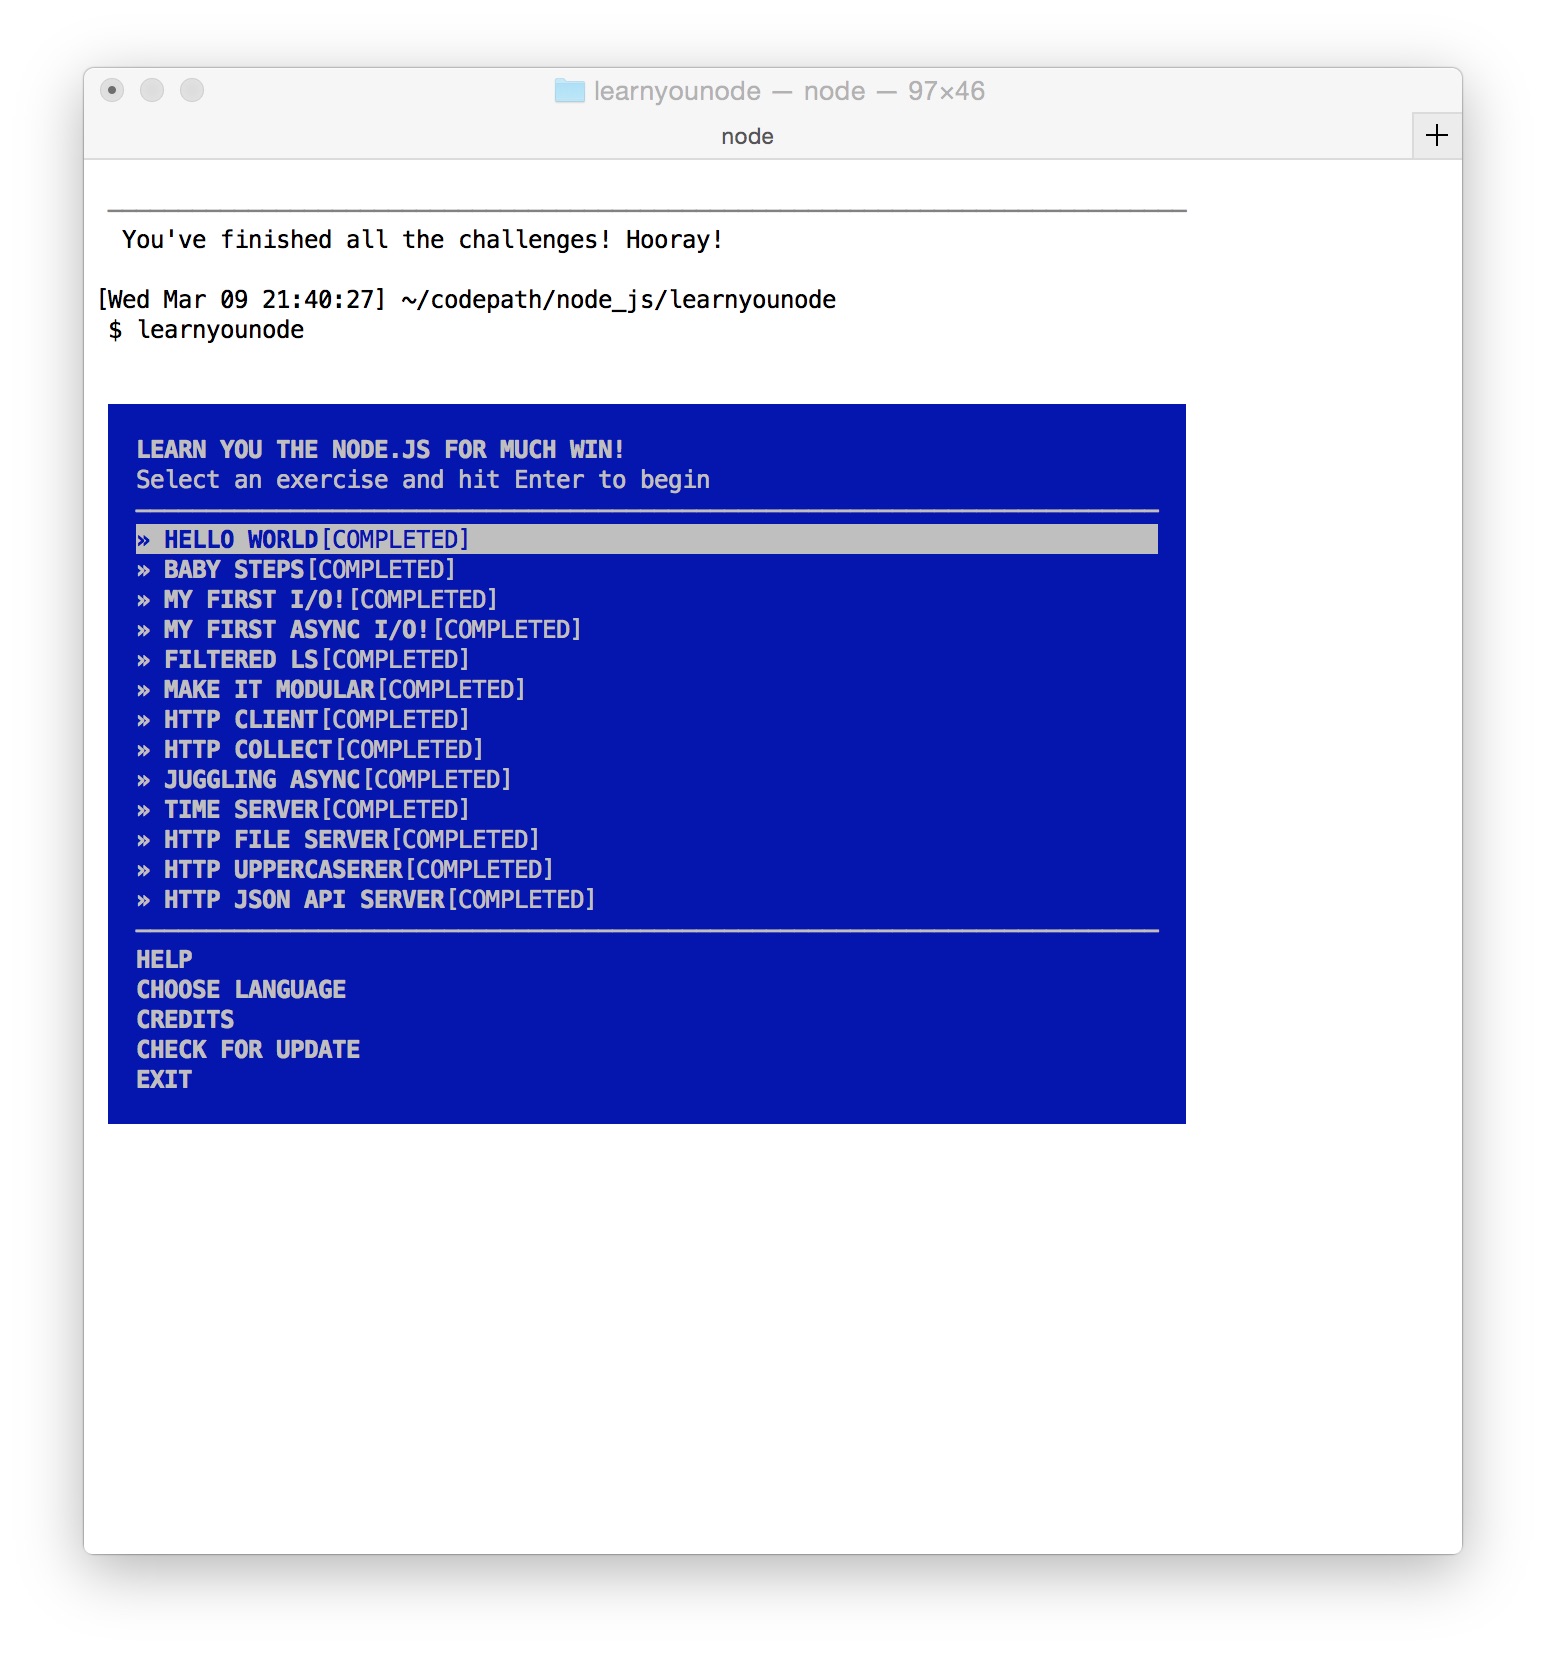 learnyounode — node — 97×46
node
+
You've finished all the challenges! Hooray!
[Wed Mar 09 21:40:27] ~/codepath/node_js/learnyounode
$ learnyounode
LEARN YOU THE NODE.JS FOR MUCH WIN!
Select an exercise and hit Enter to begin
» HELLO WORLD[COMPLETED]
» BABY STEPS[COMPLETED]
» MY FIRST I/O![COMPLETED]
» MY FIRST ASYNC I/O![COMPLETED]
» FILTERED LS[COMPLETED]
» MAKE IT MODULAR[COMPLETED]
» HTTP CLIENT[COMPLETED]
» HTTP COLLECT[COMPLETED]
» JUGGLING ASYNC[COMPLETED]
» TIME SERVER[COMPLETED]
» HTTP FILE SERVER[COMPLETED]
» HTTP UPPERCASERER[COMPLETED]
» HTTP JSON API SERVER[COMPLETED]
HELP
CHOOSE LANGUAGE
CREDITS
CHECK FOR UPDATE
EXIT